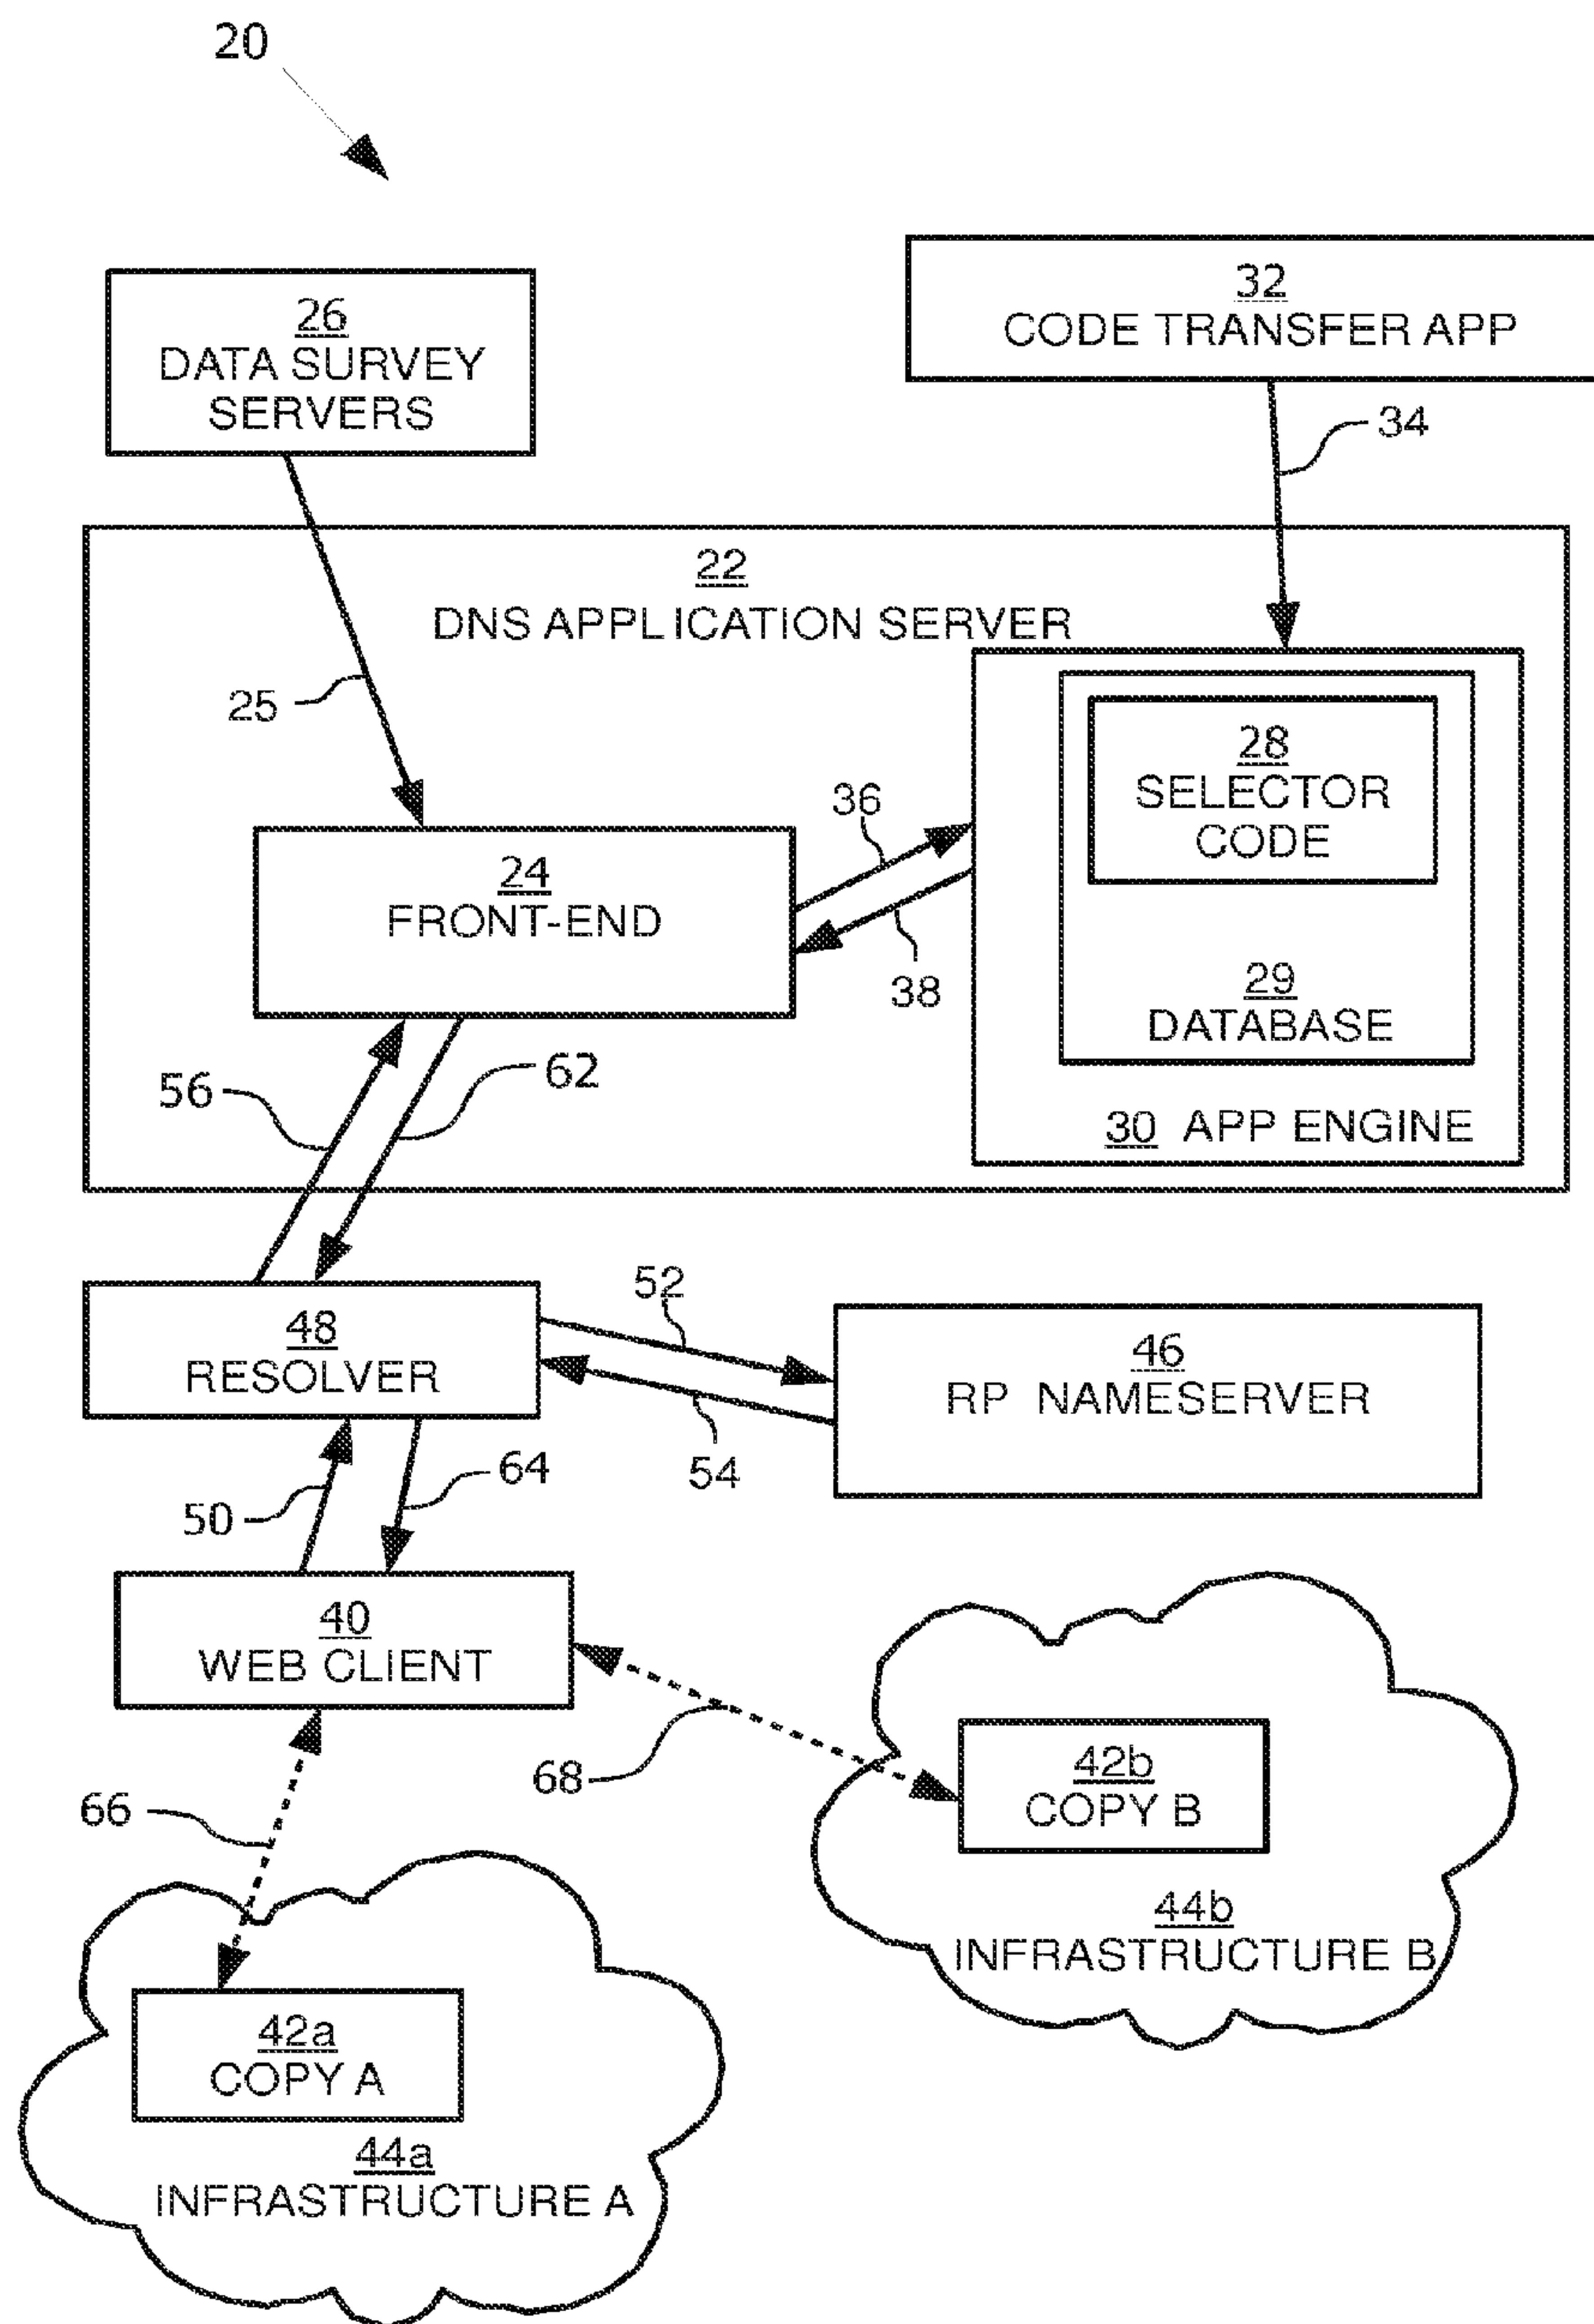 20
26
DATA SURVEY
SERVERS
32
CODE TRANSFER APP
34
22
DNS APPLICATION SERVER
25
28
SELECTOR
CODE
36
24
FRONT-END
38
29
DATABASE
56
62
30 APP ENGINE
52
48
RESOLVER
46
RP NAMESERVER
54
64
50
40
WEB CLIENT
68
42b
COPY B
66
44b
INFRASTRUCTURE B
42a
COPY A
44a
INFRASTRUCTURE A